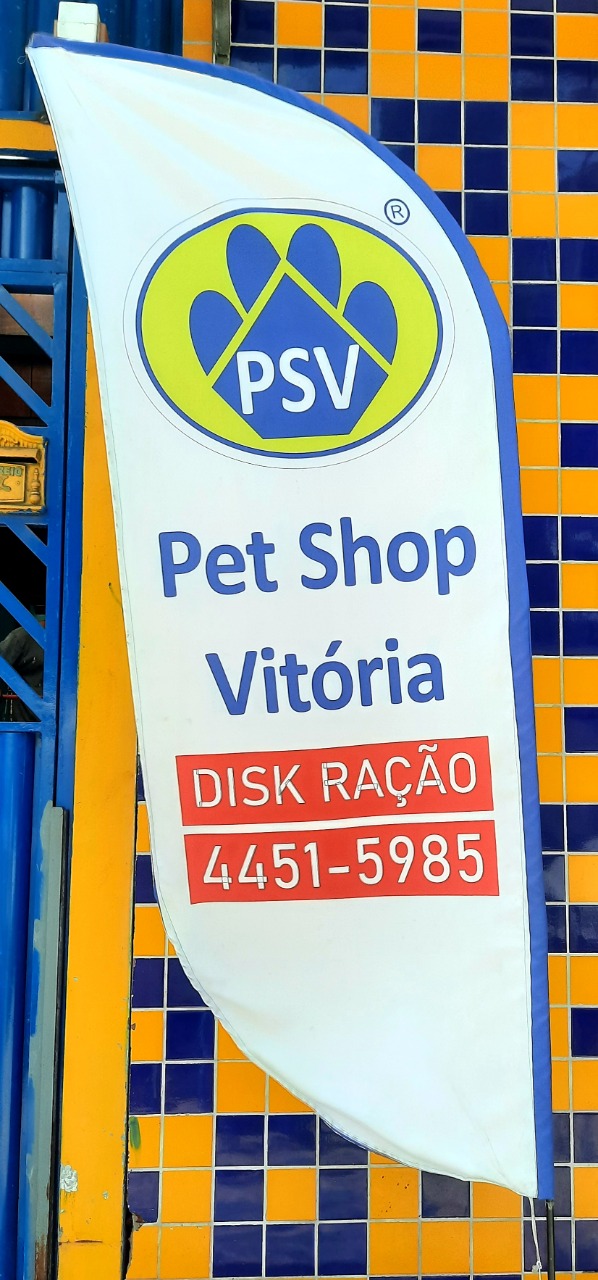 ®
PSV
Pet Shop
Vitória
DISK RAÇÃO
4451-5985